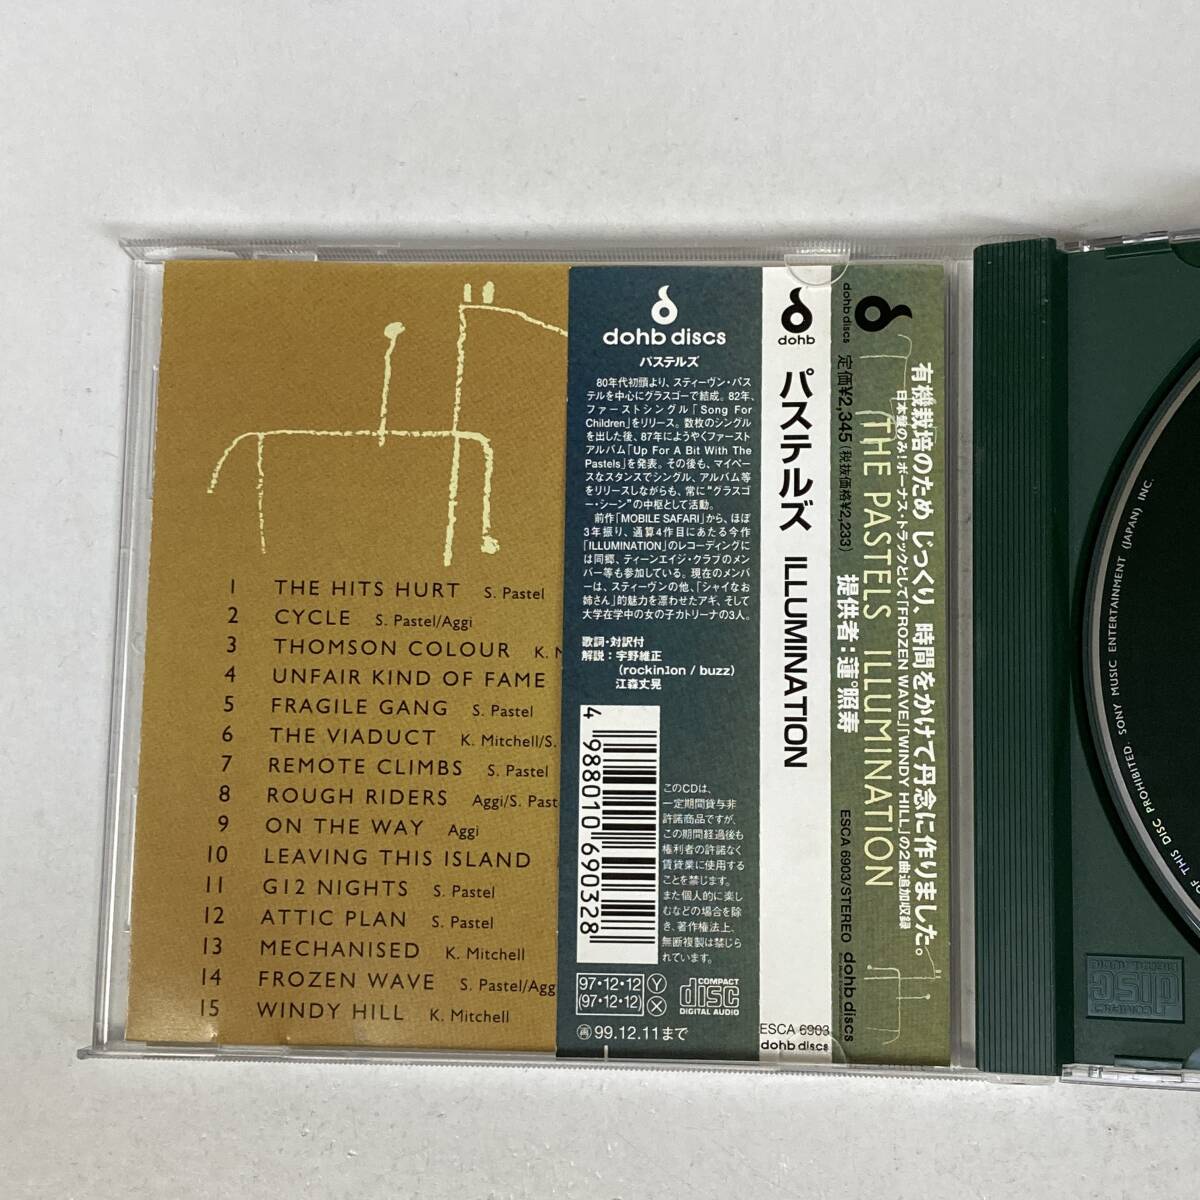 1 THE HITS HURT S. Pastel
2 CYCLE S. Pastel/Aggi
3 THOMSON COLOUR K. M
4 UNFAIR KIND OF FAME
5 FRAGILE GANG S. Pastel
6 THE VIADUCT K. Mitchell/S.
7 REMOTE CLIMBS S. Pastel
8 ROUGH RIDERS Aggi/S. Past
9 ON THE WAY Aggi
10 LEAVING THIS ISLAND
11 G12 NIGHTS S. Pastel
12 ATTIC PLAN S. Pastel
13 MECHANISED K. Mitchell
14 FROZEN WAVE S. Pastel/Agg
15 WINDY HILL K. Mitchell
dohb discs
パステルズ
80年代初頭より、スティーヴン・パス
テルを中心にグラスゴーで結成。82年、
ファーストシングル「Song For
Children」をリリース。数枚のシングル
を出した後、87年にようやくファースト
アルバム「Up For A Bit With The
Pastels」を発表。その後も、マイペー
スなスタンスでシングル、アルバム等
をリリースしながらも、常に"グラスゴ
ー・シーン"の中枢として活動。
前作「MOBILE SAFARI」から、ほぼ
3年振り、通算4作目にあたる今作
「ILLUMINATION」のレコーディングに
は同郷、ティーンエイジ・クラブのメン
バー等も参加している。現在のメンバ
ーは、スティーヴンの他、「シャイなお
姉さん」的魅力を漂わせたアギ、そして
大学在学中の女の子カトリーナの3人。
歌詞・対訳付
解説：宇野維正
(rockin1on / buzz)
江森丈晃
4 988010 690328
このCDは、
一定期間貸与非
許諾商品ですが、
この期間経過後も
権利者の許諾なく
賃貸業に使用する
ことを禁じます。
また個人的に楽し
むなどの場合を除
き、著作権法上、
無断複製は禁じら
れています。
97・12・12 Y
(97・12・12) X
COMPACT
disc
DIGITAL AUDIO
再99.12.11まで
dohb
パステルズ ILLUMINATION
ESCA 6903
dohb discs
dohb discs
定価¥2,345(税抜価格¥2,233)
提供者：蓮°照寿
ESCA 6903/STEREO
dohb discs
THE PASTELS ILLUMINATION
日本盤のみ！ボーナス・トラックとして「FROZEN WAVE」「WINDY HILL」の2曲追加収録
有機栽培のため じっくり、時間をかけて丹念に作りました。
OF THIS DISC PROHIBITED. SONY MUSIC ENTERTAINMENT (JAPAN) INC.